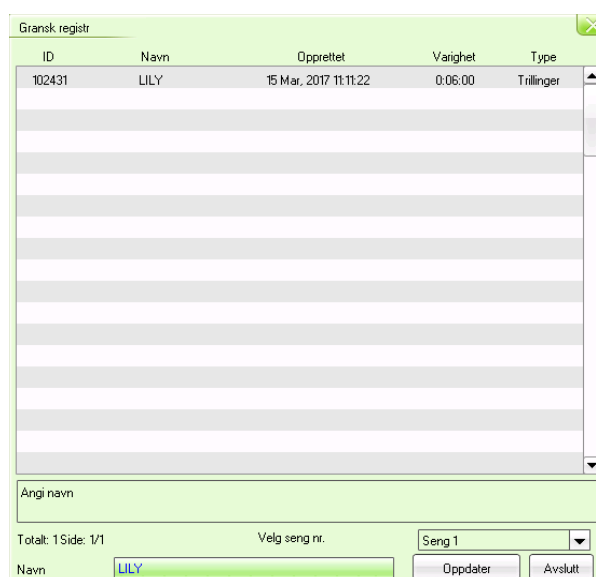 Gransk registr
ID Navn Opprettet Varighet Type
102431 LILY 15 Mar, 2017 11:11:22 0:06:00 Trillinger
Angi navn
Totalt: 1 Side: 1/1 Velg seng nr. Seng 1
Navn LILY Oppdater Avslutt